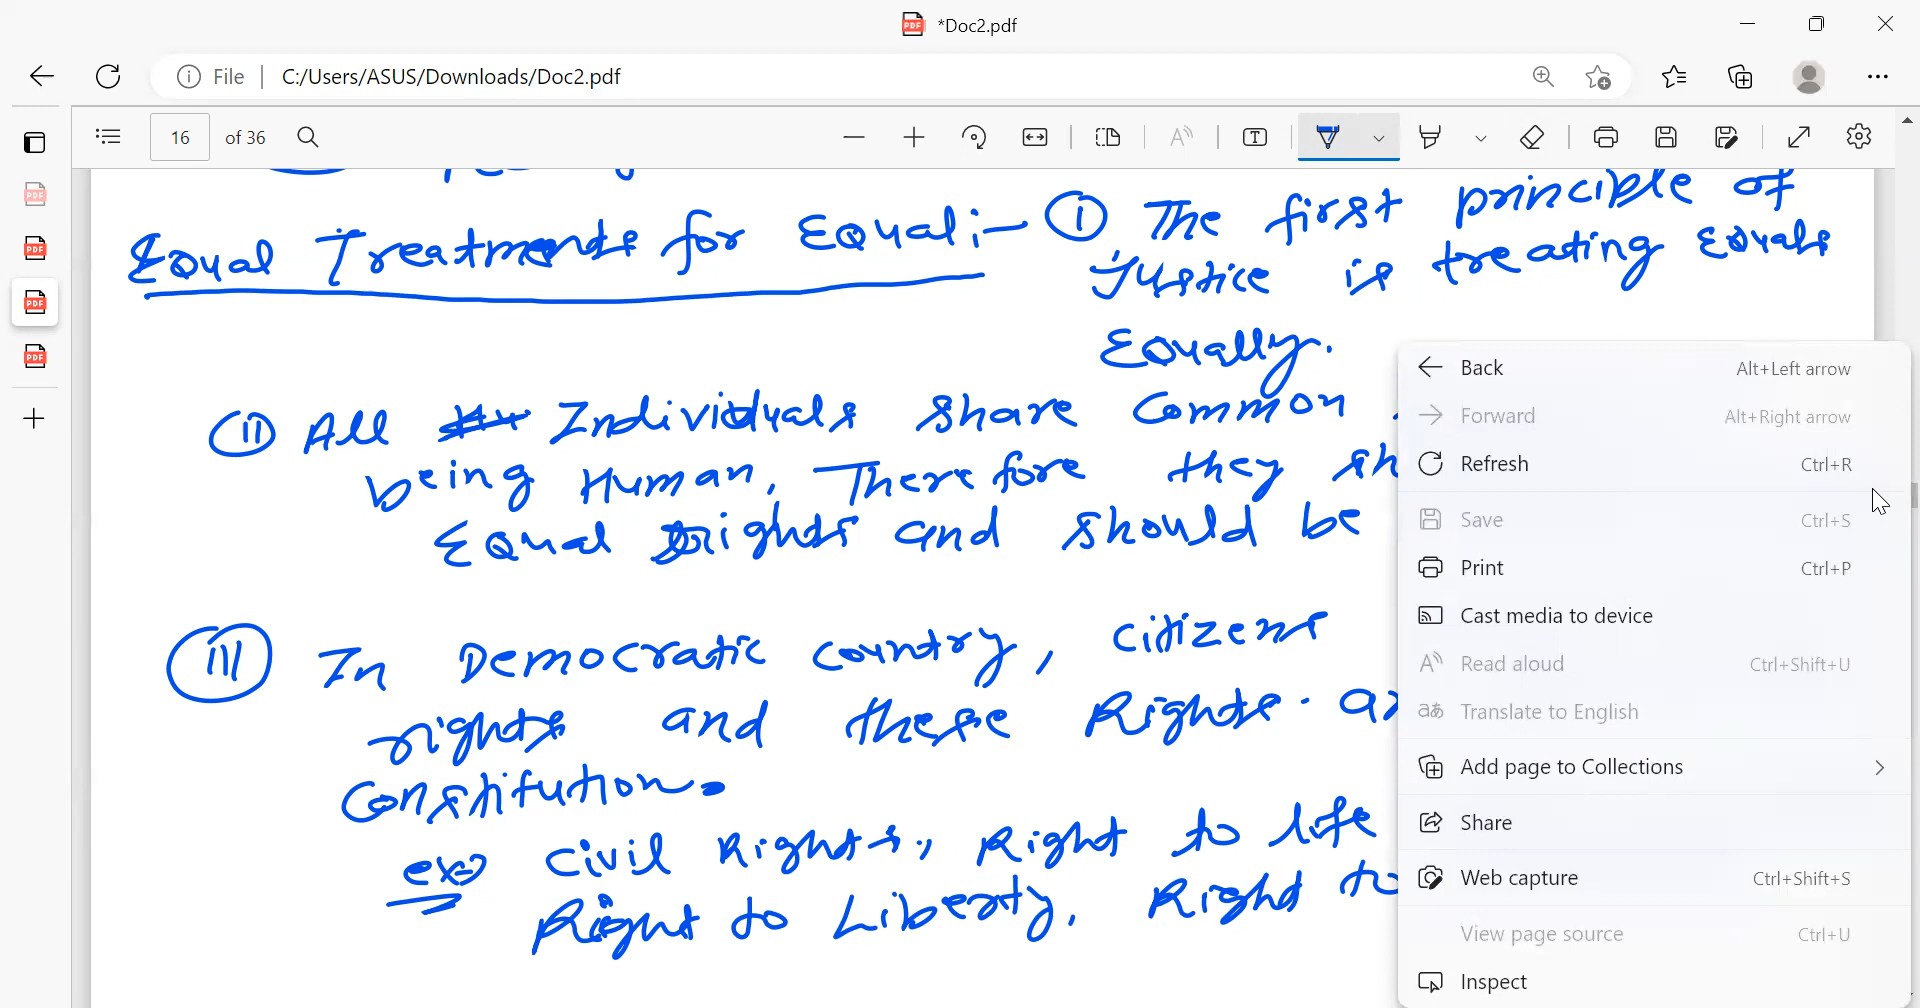 *Doc2.pdf
File C:/Users/ASUS/Downloads/Doc2.pdf
16 of 36
Equal Treatments for Equal:- (I) The first principle of
Justice is treating Equals
Equally.
(II) All Individuals share Common
being Human, Therefore they sh
Equal rights and should be
(III) In Democratic country, citizens
rights and these Rights.
Constitution.
ex=> Civil Rights, Right to life
Right to Liberty, Right to
Back Alt+Left arrow
Forward Alt+Right arrow
Refresh Ctrl+R
Save Ctrl+S
Print Ctrl+P
Cast media to device
Read aloud Ctrl+Shift+U
Translate to English
Add page to Collections
Share
Web capture Ctrl+Shift+S
View page source Ctrl+U
Inspect